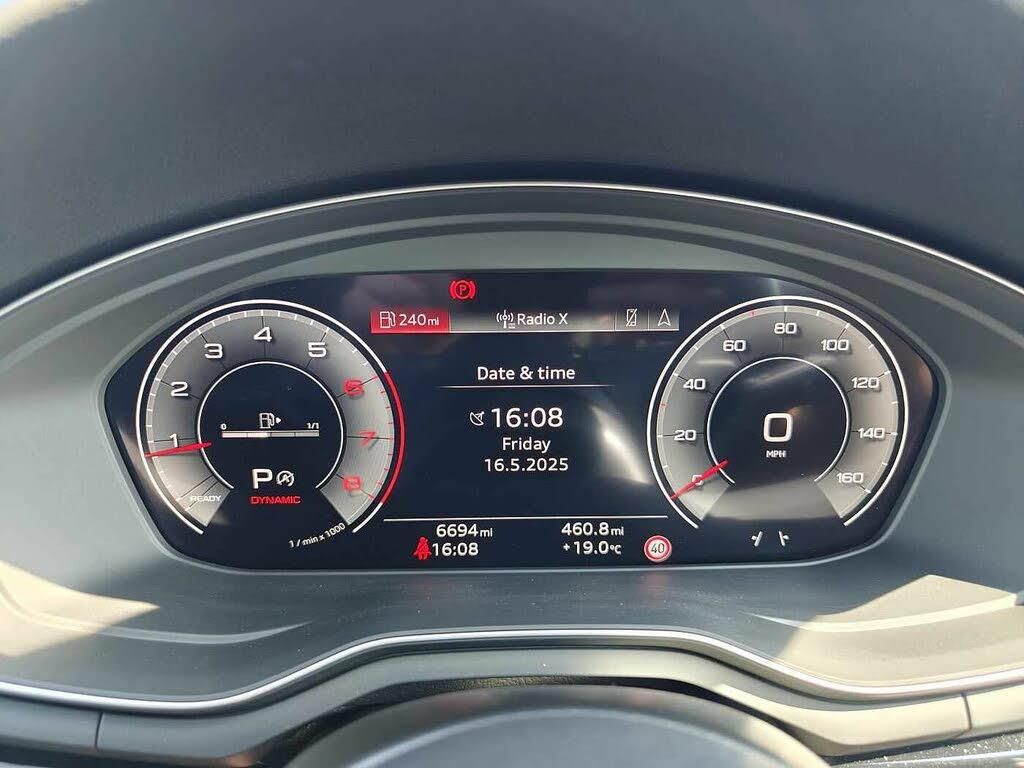 (P)
240mi
Radio X
1
2
3
4
5
6
7
8
READY
0
1/1
P
DYNAMIC
1 / min x 1000
Date & time
16:08
Friday
16.5.2025
6694mi
460.8mi
16:08
+19.0°C
40
0
20
40
60
80
100
120
140
160
0
MPH